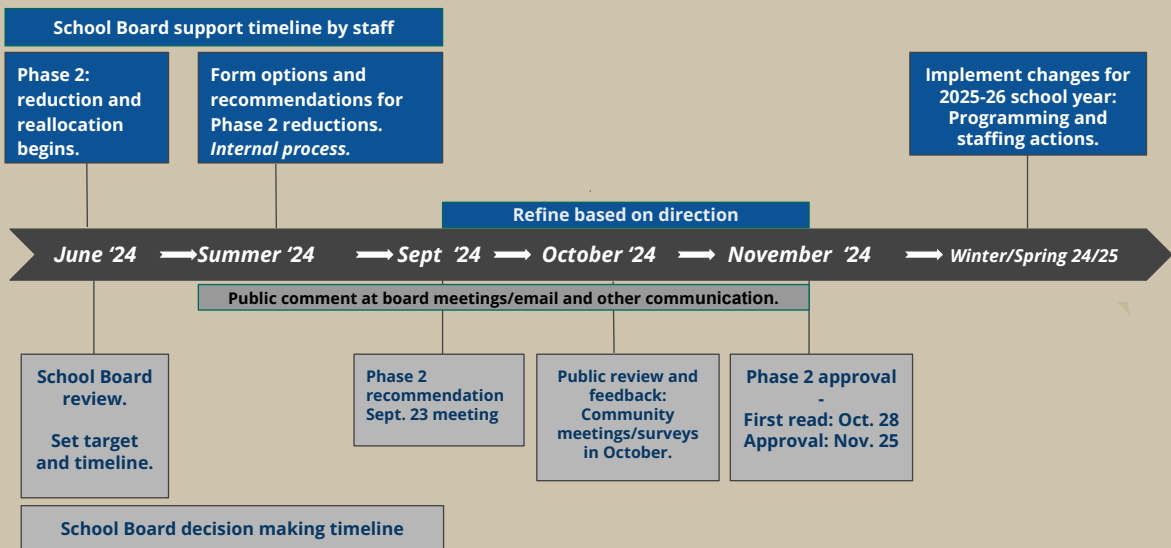 School Board support timeline by staff
Phase 2:
reduction and
reallocation
begins.
Form options and
recommendations for
Phase 2 reductions.
Internal process.
Implement changes for
2025-26 school year:
Programming and
staffing actions.
Refine based on direction
June ‘24
Summer ‘24
Sept ‘24
October ‘24
November ‘24
Winter/Spring 24/25
Public comment at board meetings/email and other communication.
School Board
review.
Set target
and timeline.
Phase 2
recommendation
Sept. 23 meeting
Public review and
feedback:
Community
meetings/surveys
in October.
Phase 2 approval
-
First read: Oct. 28
Approval: Nov. 25
School Board decision making timeline